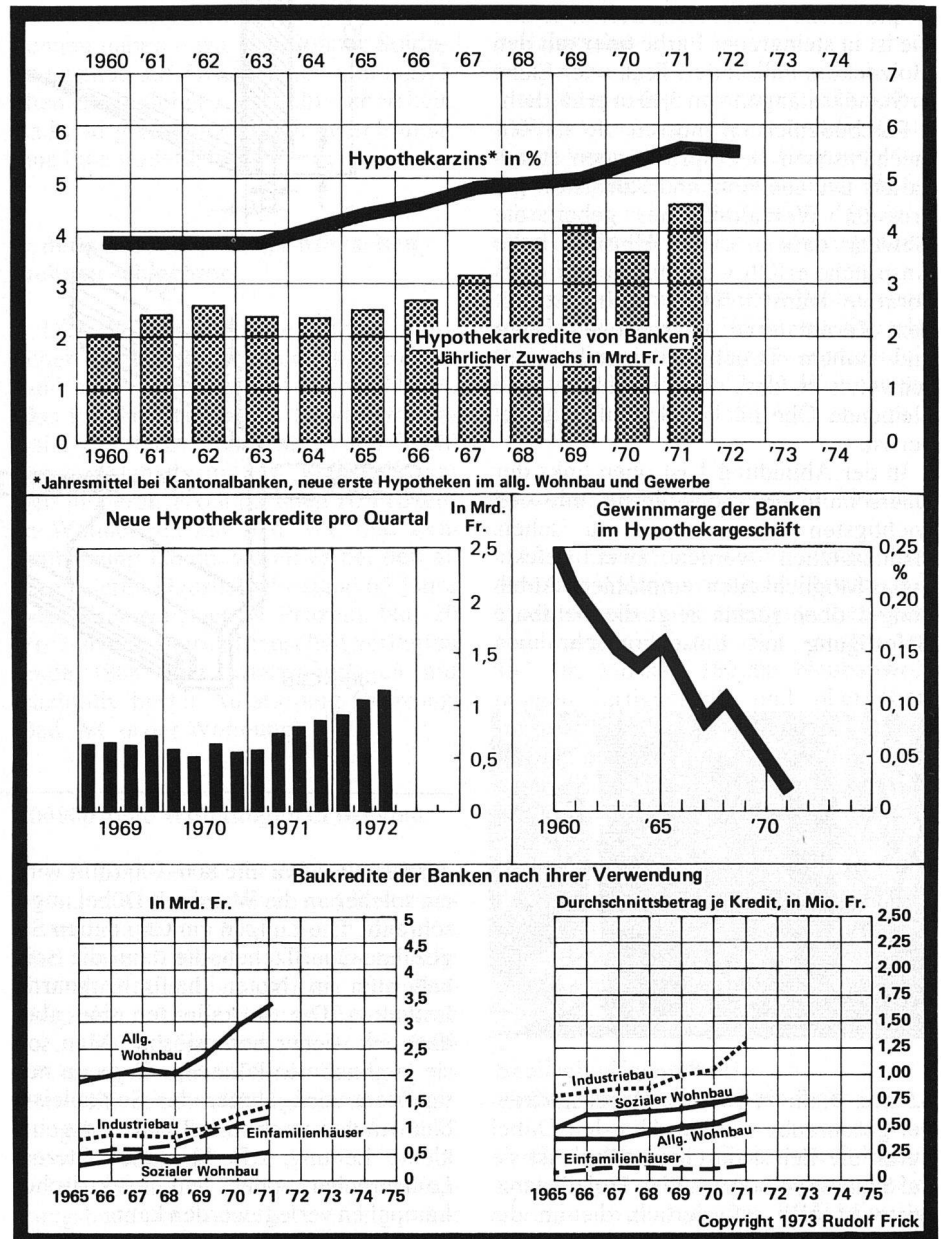 1960 '61 '62 '63 '64 '65 '66 '67 '68 '69 '70 '71 '72 '73 '74
7
6 6
Hypothekarzins* in %
5 5
4 4
3 3
2 2
Hypothekarkredite von Banken
Jährlicher Zuwachs in Mrd. Fr.
1 1
0 0
1960 '61 '62 '63 '64 '65 '66 '67 '68 '69 '70 '71 '72 '73 '74
*Jahresmittel bei Kantonalbanken, neue erste Hypotheken im allg. Wohnbau und Gewerbe
Neue Hypothekarkredite pro Quartal
In Mrd.
Fr.
2,5
2
1,5
1
0,5
0
1969 1970 1971 1972
Gewinnmarge der Banken
im Hypothekargeschäft
0,25
%
0,20
0,15
0,10
0,05
0
1960 '65 '70
Baukredite der Banken nach ihrer Verwendung
In Mrd. Fr.
5
4,5
4
3,5
3
2,5
2
1,5
1
0,5
0
Allg.
Wohnbau
Industriebau
Einfamilienhäuser
Sozialer Wohnbau
1965 '66 '67 '68 '69 '70 '71 '72 '73 '74 '75
Durchschnittsbetrag je Kredit, in Mio. Fr.
2,50
2,25
2,00
1,75
1,50
1,25
1,00
0,75
0,50
0,25
0
Industriebau
Sozialer Wohnbau
Allg. Wohnbau
Einfamilienhäuser
1965 '66 '67 '68 '69 '70 '71 '72 '73 '74 '75
Copyright 1973 Rudolf Frick